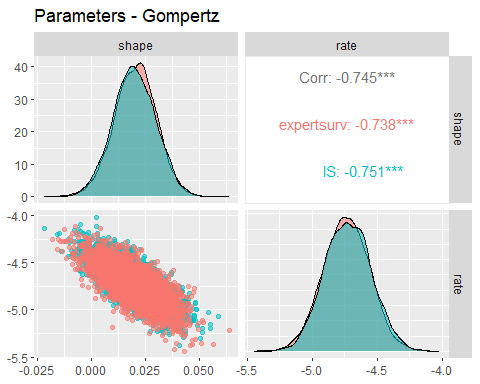 Parameters - Gompertz
shape
rate
40
30
20
10
0
Corr: -0.745***
expertsurv: -0.738***
IS: -0.751***
shape
-4.0
-4.5
-5.0
-5.5
rate
-0.025
0.000
0.025
0.050
-5.5
-5.0
-4.5
-4.0